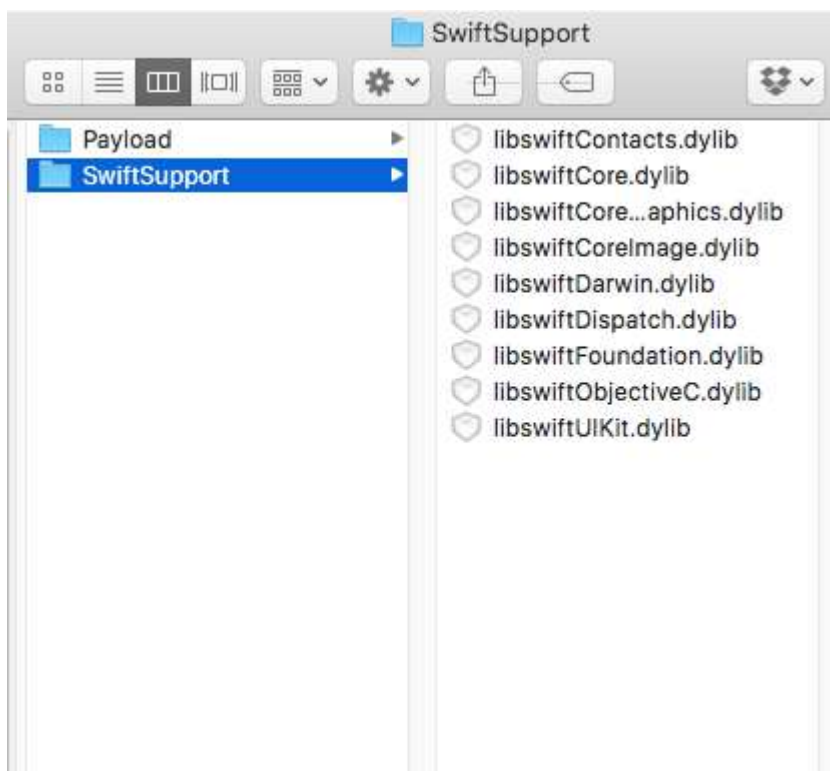 SwiftSupport
Payload
SwiftSupport
libswiftContacts.dylib
libswiftCore.dylib
libswiftCore...aphics.dylib
libswiftCoreImage.dylib
libswiftDarwin.dylib
libswiftDispatch.dylib
libswiftFoundation.dylib
libswiftObjectiveC.dylib
libswiftUIKit.dylib